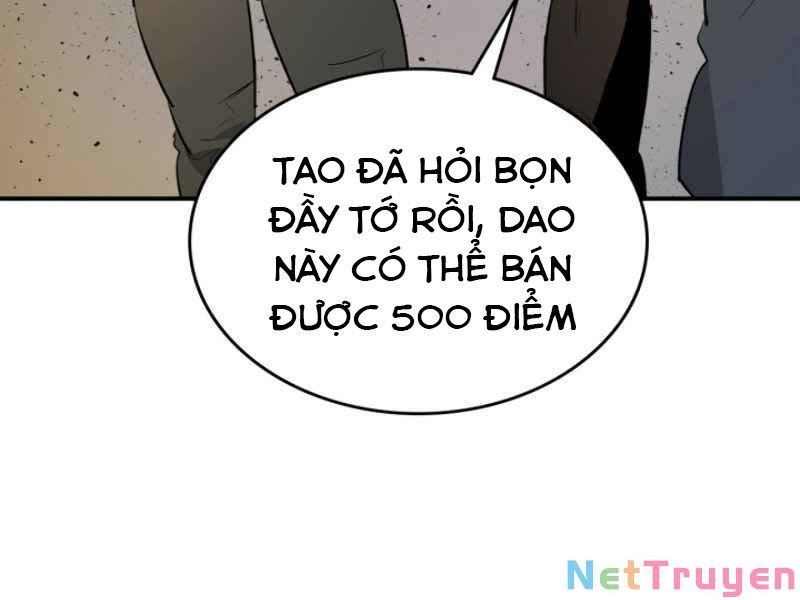 TAO ĐÃ HỎI BỌN
ĐẦY TỚ RỒI, DAO
NÀY CÓ THỂ BÁN
ĐƯỢC 500 ĐIỂM
NetTruyen